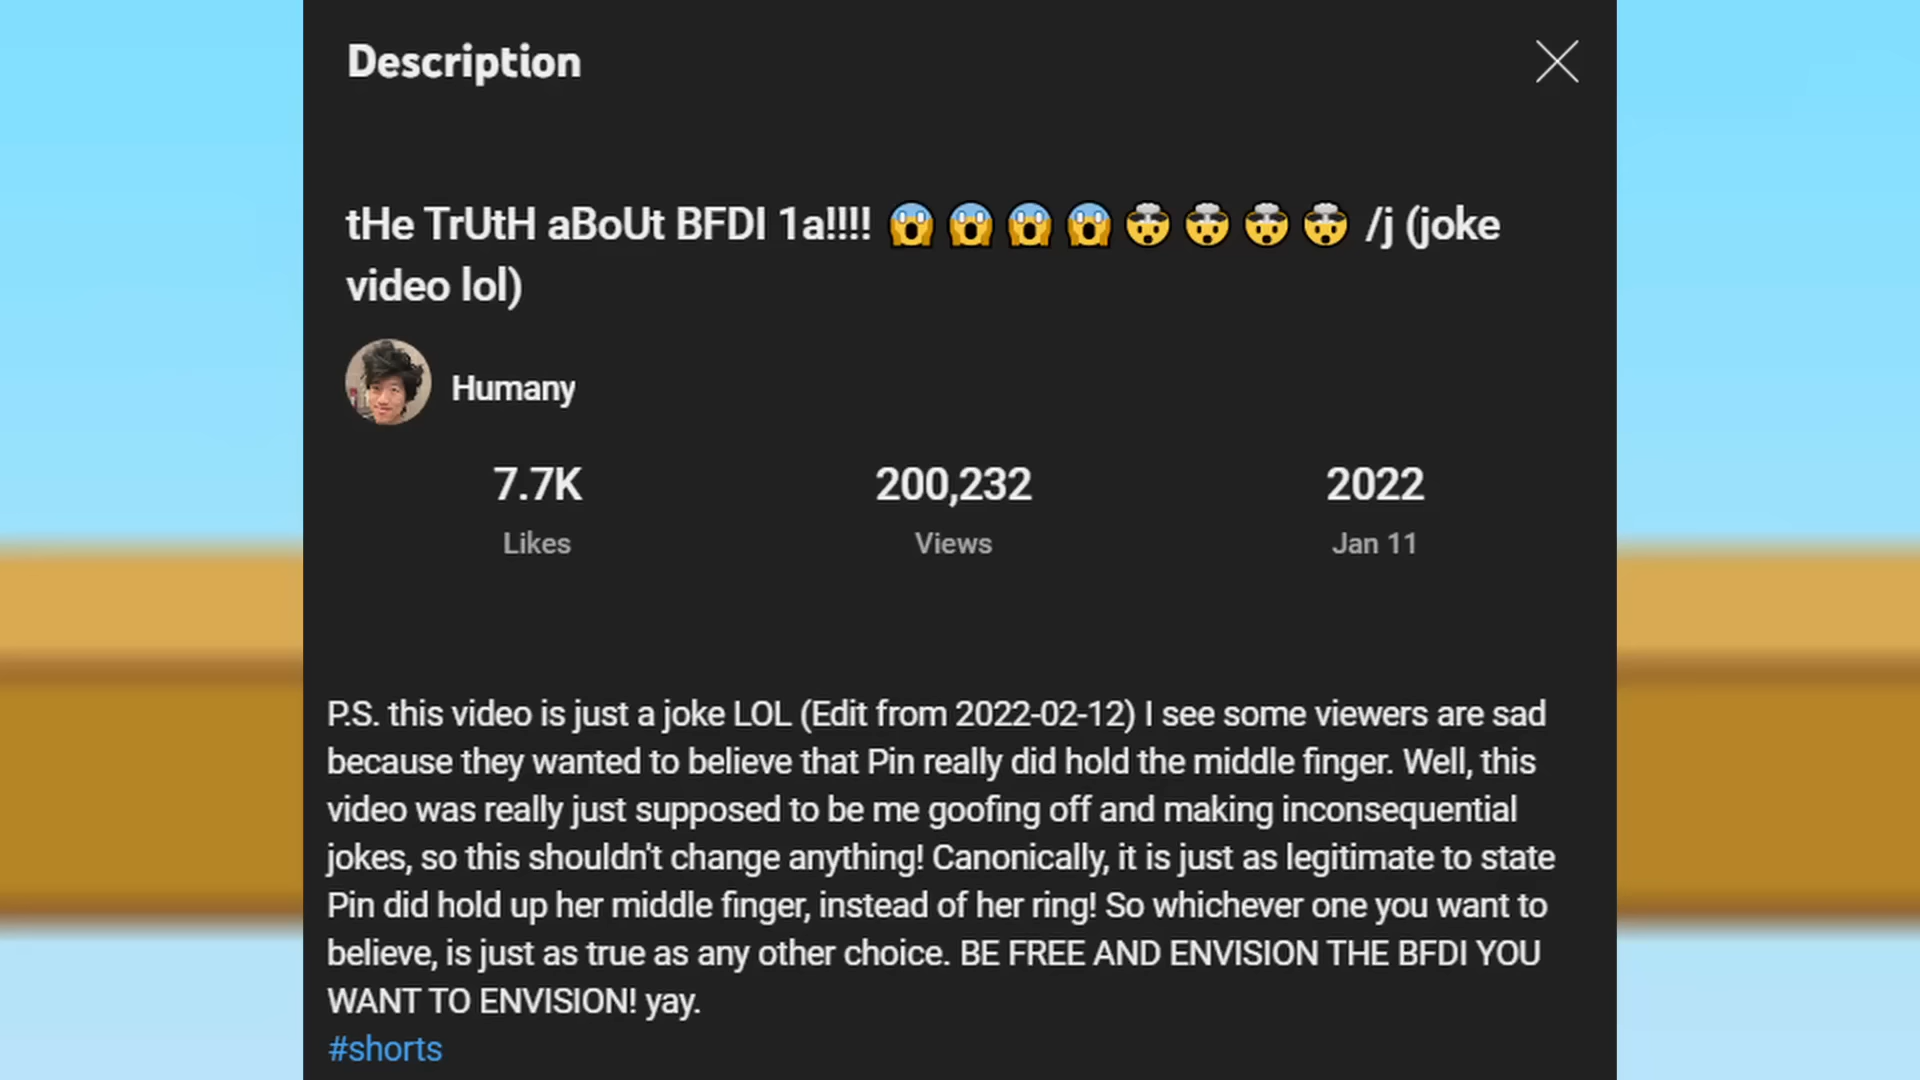 Description
tHe TrUtH aBoUt BFDI 1a!!!! 😱😱😱😱🤯🤯🤯🤯 /j (joke
video lol)
Humany
7.7K
Likes
200,232
Views
2022
Jan 11
P.S. this video is just a joke LOL (Edit from 2022-02-12) I see some viewers are sad
because they wanted to believe that Pin really did hold the middle finger. Well, this
video was really just supposed to be me goofing off and making inconsequential
jokes, so this shouldn't change anything! Canonically, it is just as legitimate to state
Pin did hold up her middle finger, instead of her ring! So whichever one you want to
believe, is just as true as any other choice. BE FREE AND ENVISION THE BFDI YOU
WANT TO ENVISION! yay.
#shorts